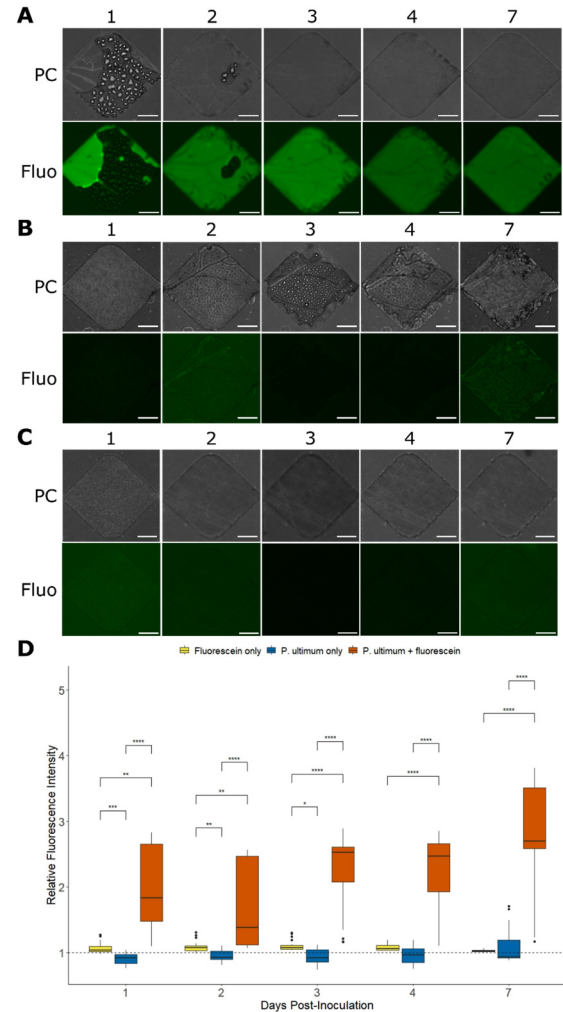 A
1 2 3 4 7
PC
Fluo
B
1 2 3 4 7
PC
Fluo
C
1 2 3 4 7
PC
Fluo
D
Fluorescein only P. ultimum only P. ultimum + fluorescein
Relative Fluorescence Intensity
5
4
3
2
1
**** ** ***
**** ** **
**** **** *
**** ****
**** ****
1 2 3 4 7
Days Post-Inoculation